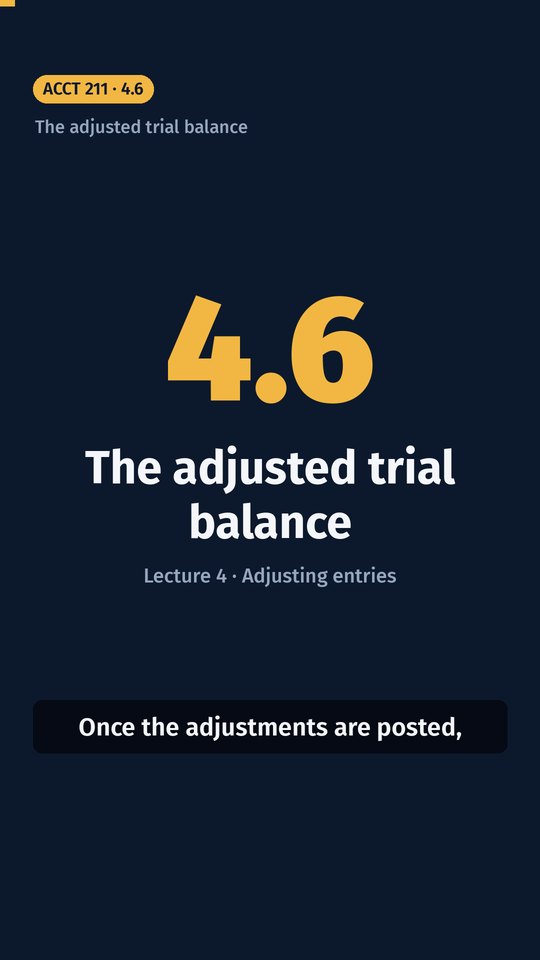 ACCT 211 · 4.6
The adjusted trial balance
4.6
The adjusted trial
balance
Lecture 4 · Adjusting entries
Once the adjustments are posted,